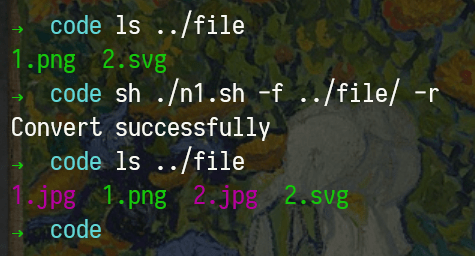 → code ls ../file
1.png 2.svg
→ code sh ./n1.sh -f ../file/ -r
Convert successfully
→ code ls ../file
1.jpg 1.png 2.jpg 2.svg
→ code